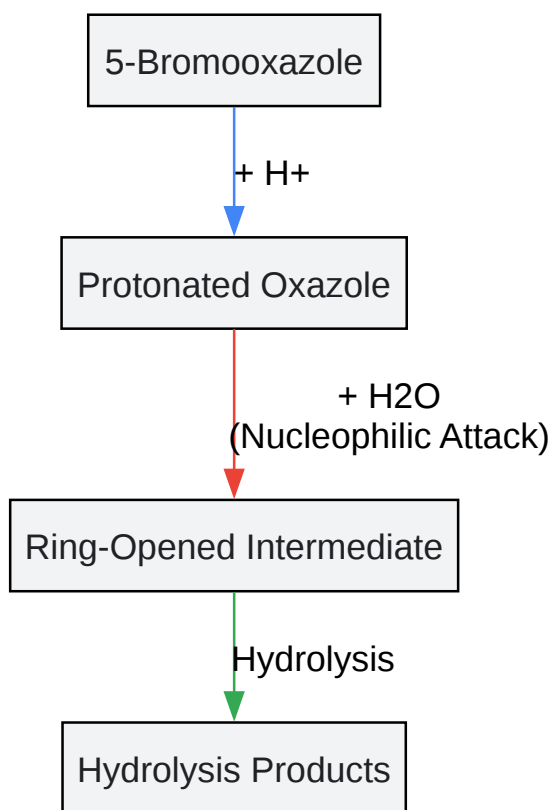 5-Bromooxazole
+ H+
Protonated Oxazole
+ H2O
(Nucleophilic Attack)
Ring-Opened Intermediate
Hydrolysis
Hydrolysis Products